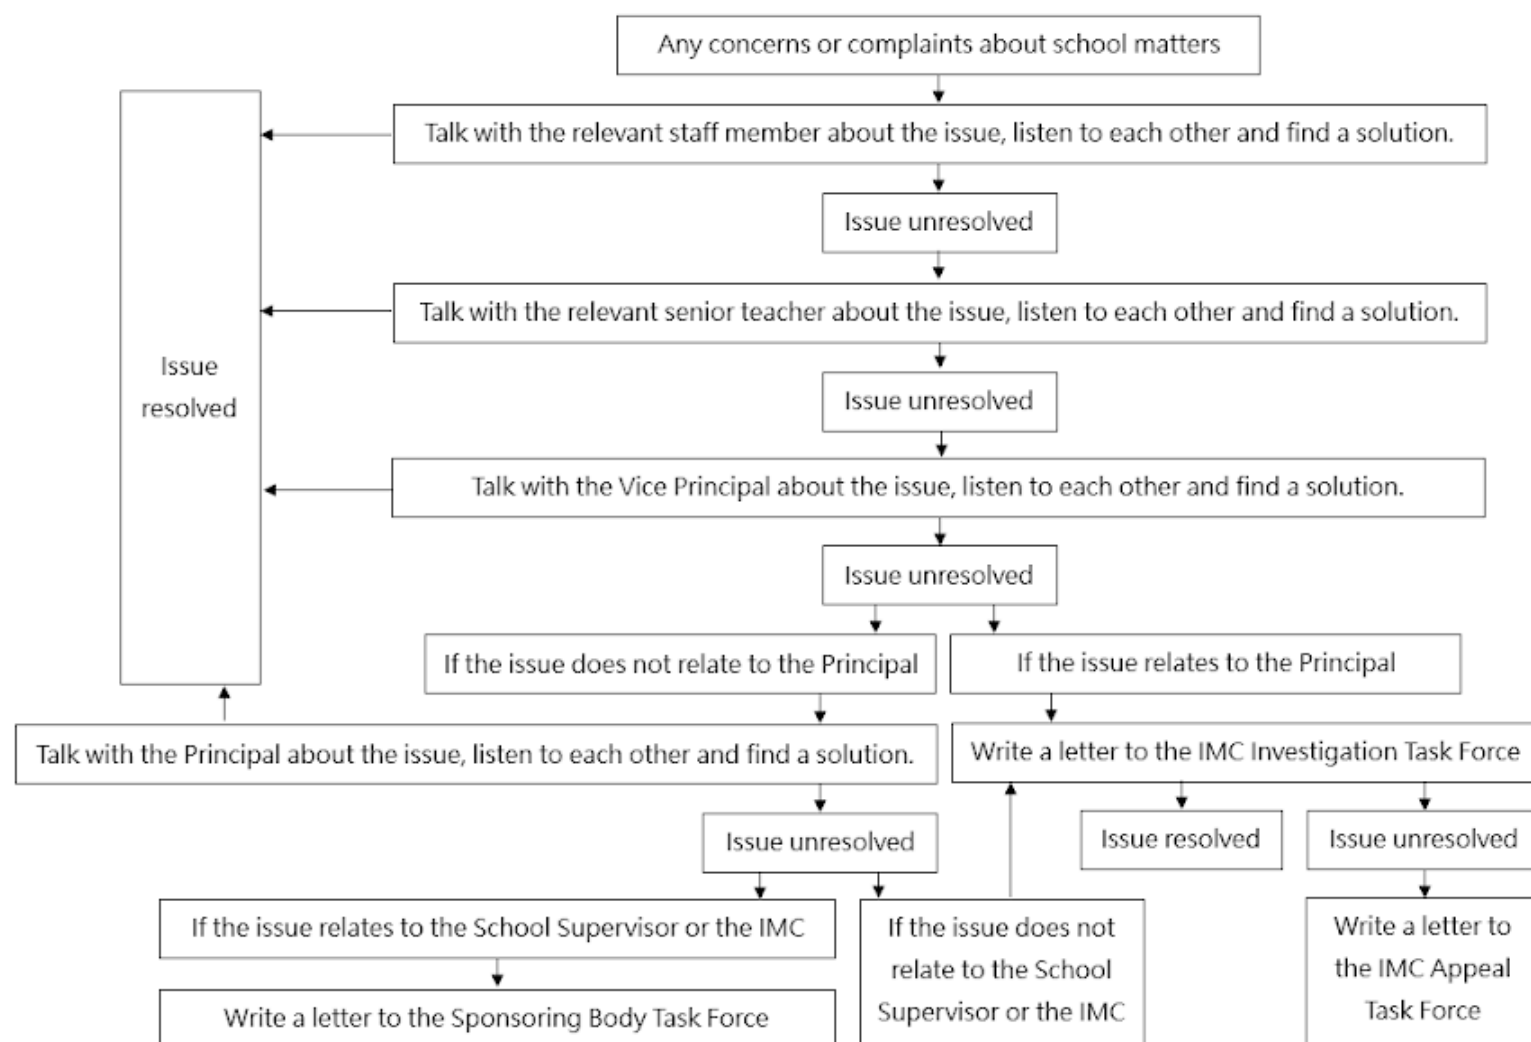 Any concerns or complaints about school matters
Talk with the relevant staff member about the issue, listen to each other and find a solution.
Issue unresolved
Talk with the relevant senior teacher about the issue, listen to each other and find a solution.
Issue
resolved
Issue unresolved
Talk with the Vice Principal about the issue, listen to each other and find a solution.
Issue unresolved
If the issue does not relate to the Principal
If the issue relates to the Principal
Talk with the Principal about the issue, listen to each other and find a solution.
Write a letter to the IMC Investigation Task Force
Issue unresolved
Issue resolved
Issue unresolved
If the issue relates to the School Supervisor or the IMC
If the issue does not
relate to the School
Supervisor or the IMC
Write a letter to
the IMC Appeal
Task Force
Write a letter to the Sponsoring Body Task Force